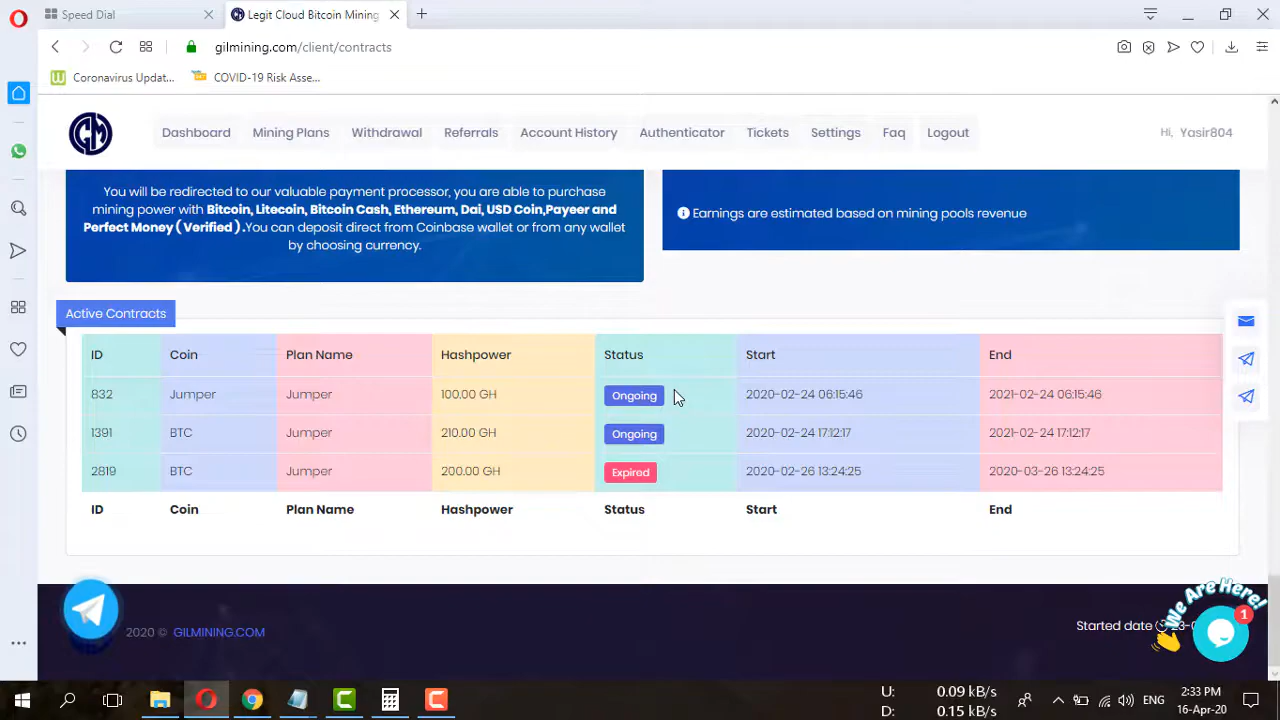 Speed Dial
Legit Cloud Bitcoin Mining
gilmining.com/client/contracts
Coronavirus Updat...
COVID-19 Risk Asse...
GM
Dashboard Mining Plans Withdrawal Referrals Account History Authenticator Tickets Settings Faq Logout Hi, Yasir804
You will be redirected to our valuable payment processor, you are able to purchase
mining power with Bitcoin, Litecoin, Bitcoin Cash, Ethereum, Dai, USD Coin,Payeer and
Perfect Money ( Verified ) .You can deposit direct from Coinbase wallet or from any wallet
by choosing currency.
Earnings are estimated based on mining pools revenue
Active Contracts
ID Coin Plan Name Hashpower Status Start End
832 Jumper Jumper 100.00 GH Ongoing 2020-02-24 06:15:46 2021-02-24 06:15:46
1391 BTC Jumper 210.00 GH Ongoing 2020-02-24 17:12:17 2021-02-24 17:12:17
2819 BTC Jumper 200.00 GH Expired 2020-02-26 13:24:25 2020-03-26 13:24:25
ID Coin Plan Name Hashpower Status Start End
We Are Here!
1
2020 © GILMINING.COM
Started date
U: 0.09 kB/s
D: 0.15 kB/s
ENG
2:33 PM
16-Apr-20